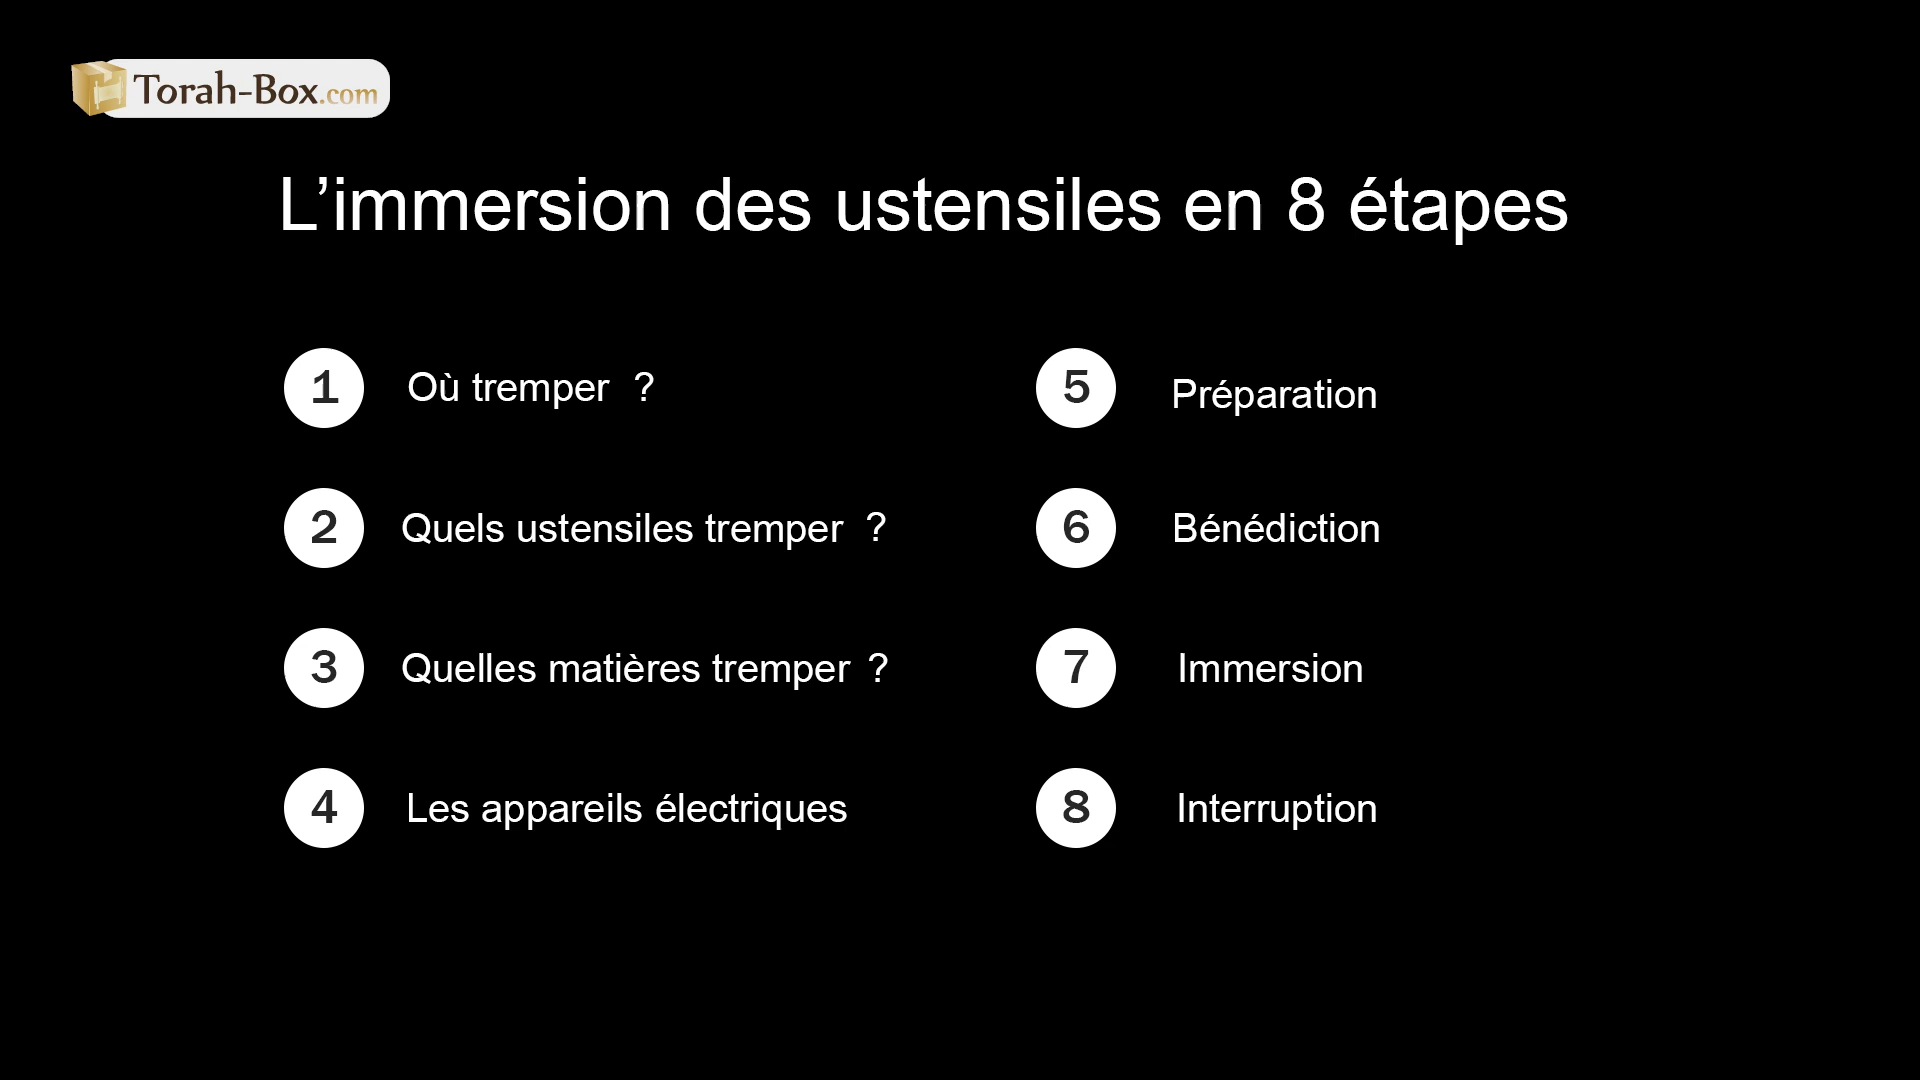 Torah-Box.com
L’immersion des ustensiles en 8 étapes
1 Où tremper ?
2 Quels ustensiles tremper ?
3 Quelles matières tremper ?
4 Les appareils électriques
5 Préparation
6 Bénédiction
7 Immersion
8 Interruption